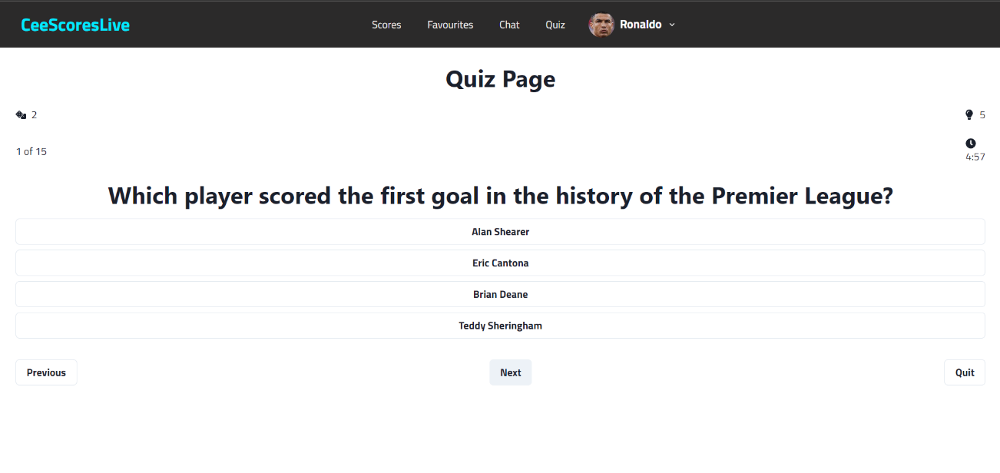 CeeScoresLive
Scores Favourites Chat Quiz Ronaldo
Quiz Page
2 5
1 of 15
4:57
Which player scored the first goal in the history of the Premier League?
Alan Shearer
Eric Cantona
Brian Deane
Teddy Sheringham
Previous Next Quit